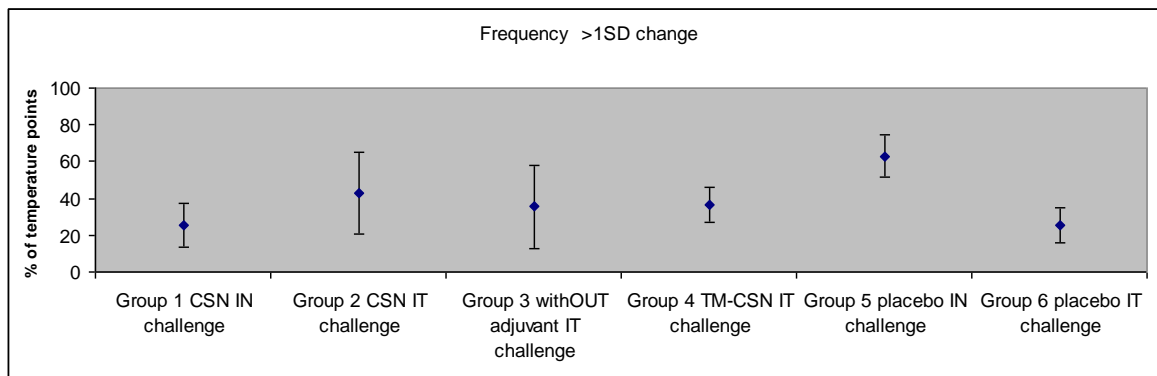 Frequency >1SD change
% of temperature points
100
80
60
40
20
0
Group 1 CSN IN
challenge
Group 2 CSN IT
challenge
Group 3 withOUT
adjuvant IT
challenge
Group 4 TM-CSN IT
challenge
Group 5 placebo IN
challenge
Group 6 placebo IT
challenge